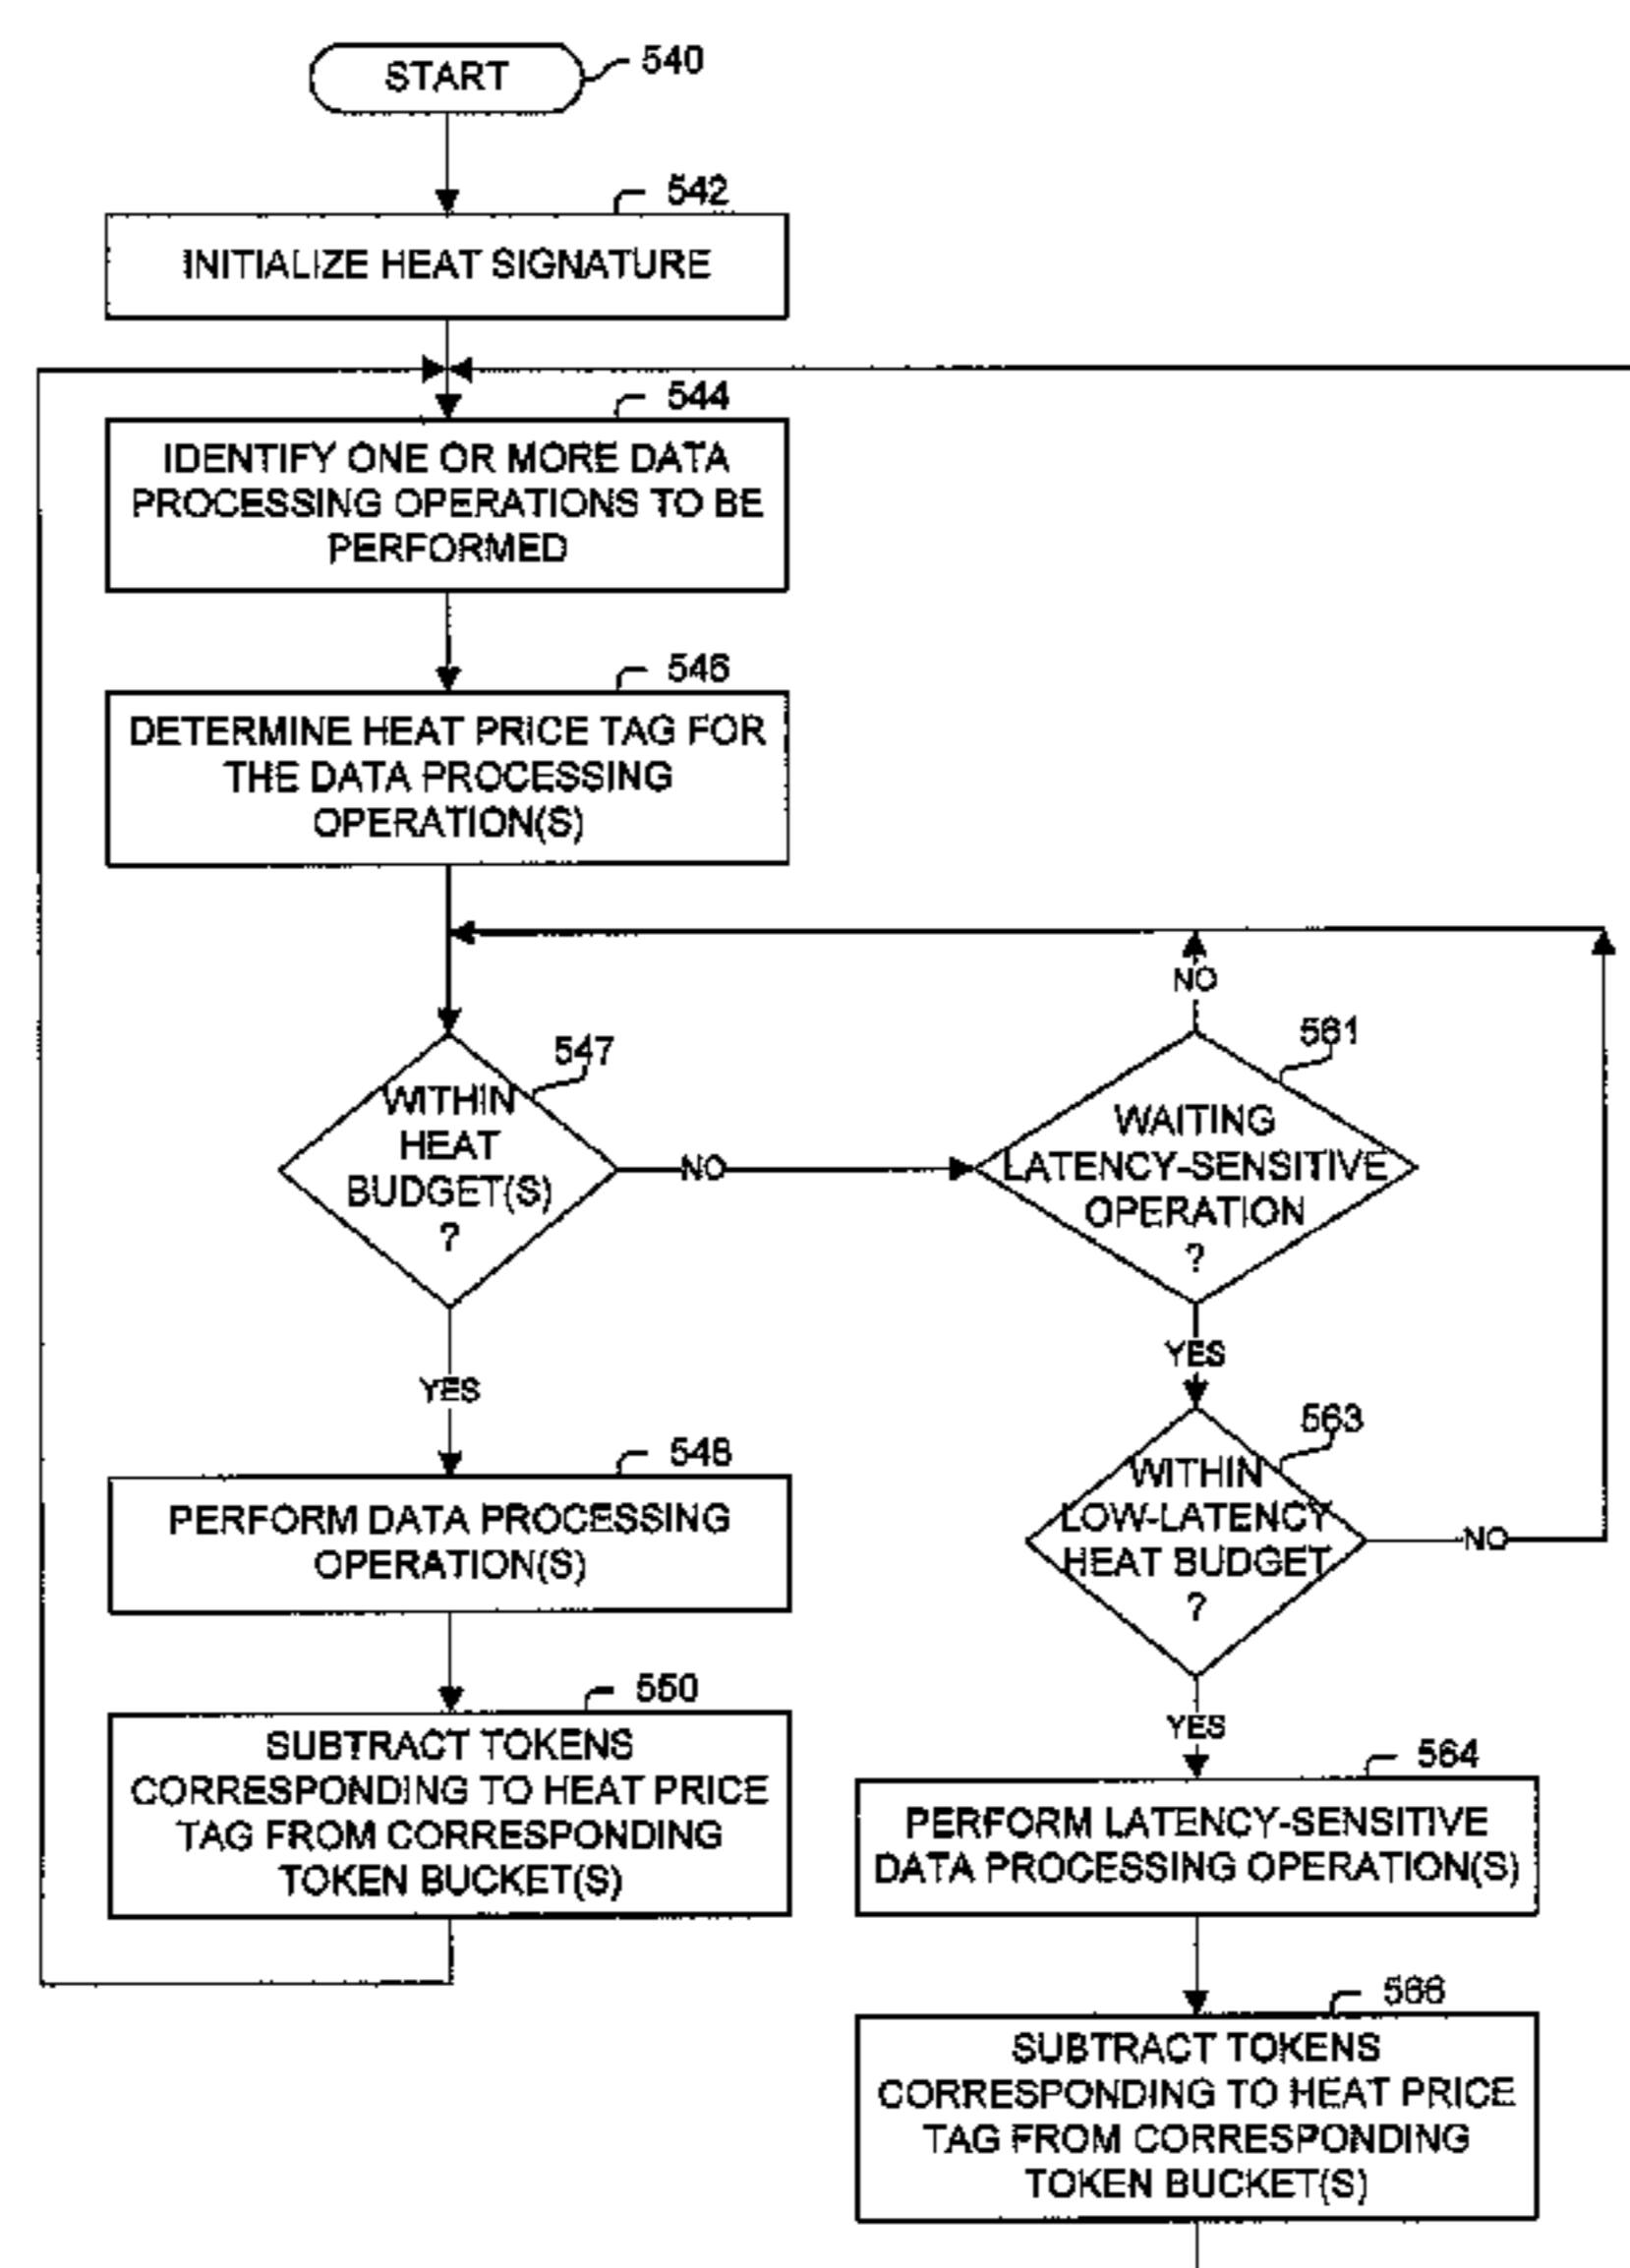 START
540
542
INITIALIZE HEAT SIGNATURE
544
IDENTIFY ONE OR MORE DATA
PROCESSING OPERATIONS TO BE
PERFORMED
546
DETERMINE HEAT PRICE TAG FOR
THE DATA PROCESSING
OPERATION(S)
547
WITHIN
HEAT
BUDGET(S)
?
NO
YES
561
WAITING
LATENCY-SENSITIVE
OPERATION
?
NO
YES
548
PERFORM DATA PROCESSING
OPERATION(S)
550
SUBTRACT TOKENS
CORRESPONDING TO HEAT PRICE
TAG FROM CORRESPONDING
TOKEN BUCKET(S)
563
WITHIN
LOW-LATENCY
HEAT BUDGET
?
NO
YES
564
PERFORM LATENCY-SENSITIVE
DATA PROCESSING OPERATION(S)
566
SUBTRACT TOKENS
CORRESPONDING TO HEAT PRICE
TAG FROM CORRESPONDING
TOKEN BUCKET(S)